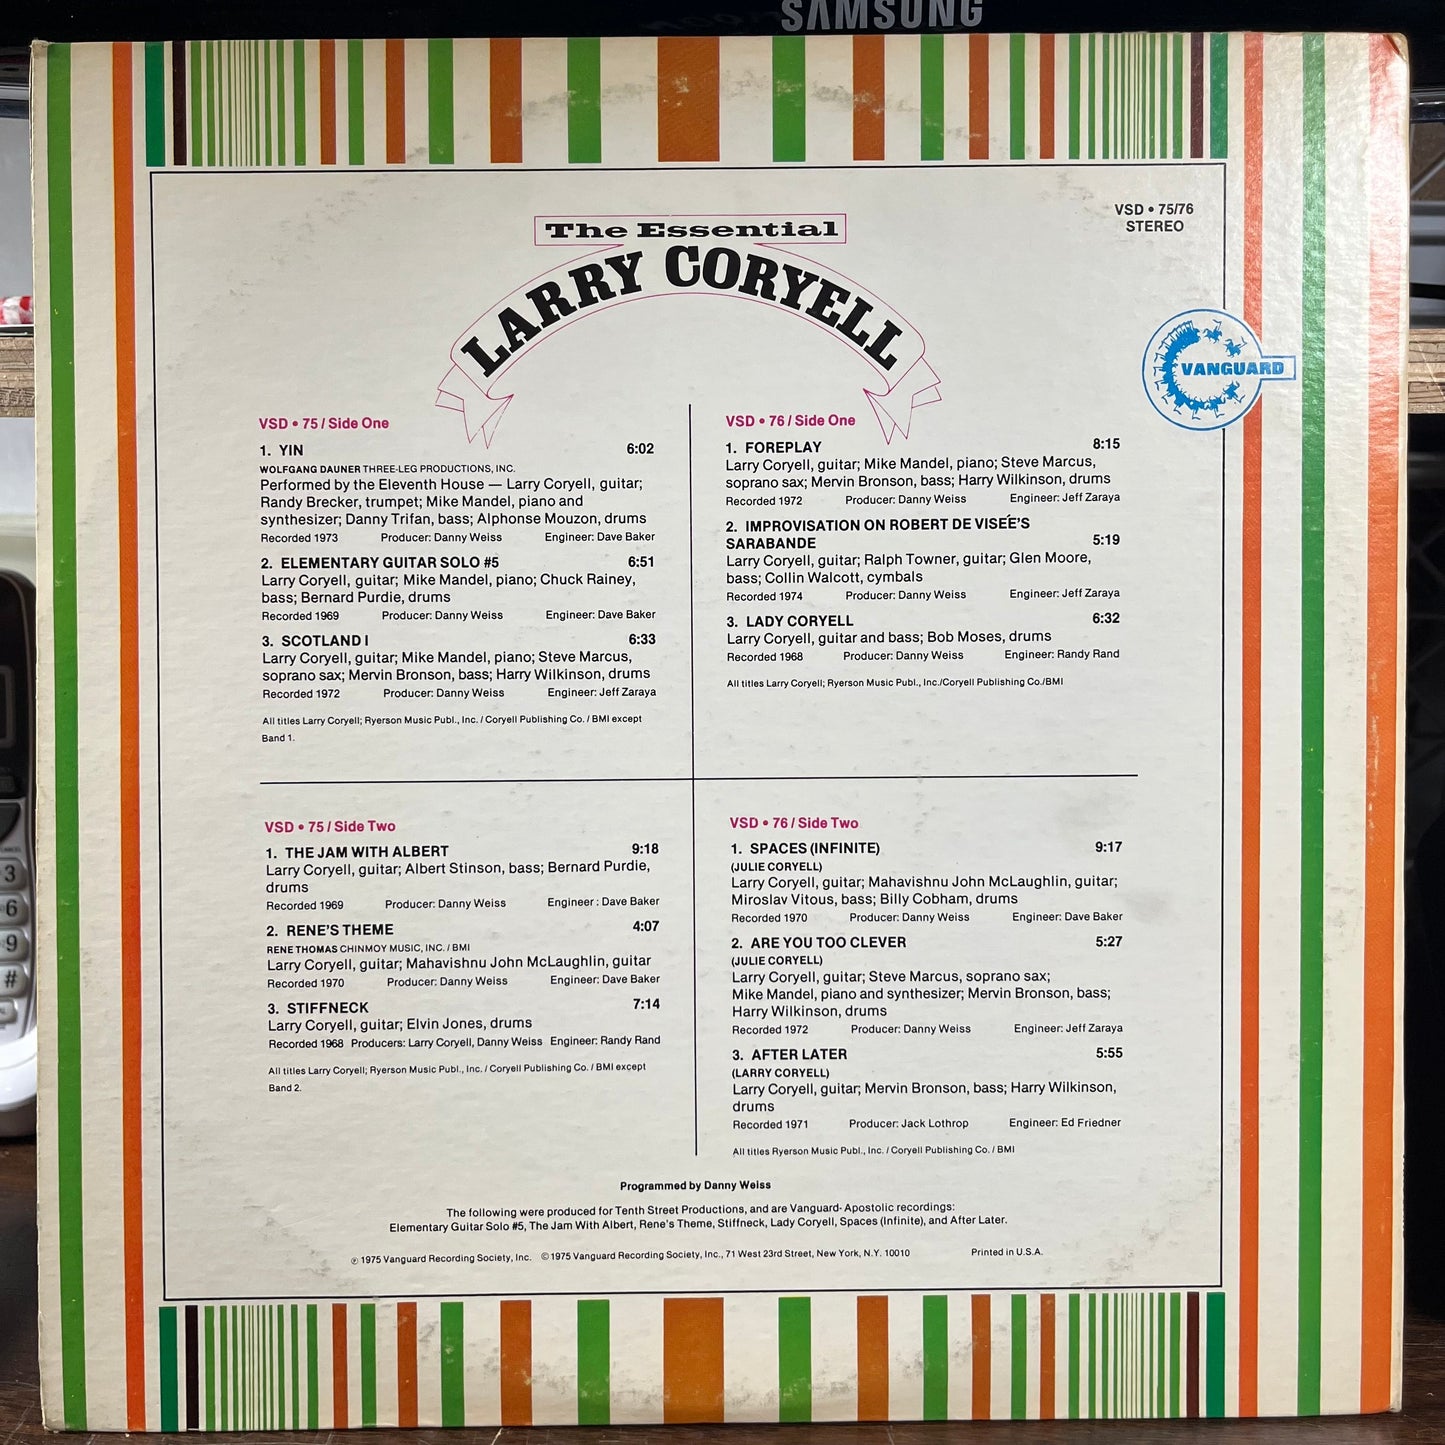 SAMSUNG
VSD • 75/76
STEREO
The Essential
LARRY CORYELL
VANGUARD
VSD • 75 / Side One
1. YIN 6:02
WOLFGANG DAUNER THREE-LEG PRODUCTIONS, INC.
Performed by the Eleventh House — Larry Coryell, guitar;
Randy Brecker, trumpet; Mike Mandel, piano and
synthesizer; Danny Trifan, bass; Alphonse Mouzon, drums
Recorded 1973 Producer: Danny Weiss Engineer: Dave Baker
2. ELEMENTARY GUITAR SOLO #5 6:51
Larry Coryell, guitar; Mike Mandel, piano; Chuck Rainey,
bass; Bernard Purdie, drums
Recorded 1969 Producer: Danny Weiss Engineer: Dave Baker
3. SCOTLAND I 6:33
Larry Coryell, guitar; Mike Mandel, piano; Steve Marcus,
soprano sax; Mervin Bronson, bass; Harry Wilkinson, drums
Recorded 1972 Producer: Danny Weiss Engineer: Jeff Zaraya
All titles Larry Coryell; Ryerson Music Publ., Inc. / Coryell Publishing Co. / BMI except
Band 1.
VSD • 76 / Side One
1. FOREPLAY 8:15
Larry Coryell, guitar; Mike Mandel, piano; Steve Marcus,
soprano sax; Mervin Bronson, bass; Harry Wilkinson, drums
Recorded 1972 Producer: Danny Weiss Engineer: Jeff Zaraya
2. IMPROVISATION ON ROBERT DE VISEÉ'S
SARABANDE 5:19
Larry Coryell, guitar; Ralph Towner, guitar; Glen Moore,
bass; Collin Walcott, cymbals
Recorded 1974 Producer: Danny Weiss Engineer: Jeff Zaraya
3. LADY CORYELL 6:32
Larry Coryell, guitar and bass; Bob Moses, drums
Recorded 1968 Producer: Danny Weiss Engineer: Randy Rand
All titles Larry Coryell; Ryerson Music Publ., Inc./Coryell Publishing Co./BMI
VSD • 75 / Side Two
1. THE JAM WITH ALBERT 9:18
Larry Coryell, guitar; Albert Stinson, bass; Bernard Purdie,
drums
Recorded 1969 Producer: Danny Weiss Engineer : Dave Baker
2. RENE'S THEME 4:07
RENE THOMAS CHINMOY MUSIC, INC. / BMI
Larry Coryell, guitar; Mahavishnu John McLaughlin, guitar
Recorded 1970 Producer: Danny Weiss Engineer: Dave Baker
3. STIFFNECK 7:14
Larry Coryell, guitar; Elvin Jones, drums
Recorded 1968 Producers: Larry Coryell, Danny Weiss Engineer: Randy Rand
All titles Larry Coryell; Ryerson Music Publ., Inc. / Coryell Publishing Co. / BMI except
Band 2.
VSD • 76 / Side Two
1. SPACES (INFINITE) 9:17
(JULIE CORYELL)
Larry Coryell, guitar; Mahavishnu John McLaughlin, guitar;
Miroslav Vitous, bass; Billy Cobham, drums
Recorded 1970 Producer: Danny Weiss Engineer: Dave Baker
2. ARE YOU TOO CLEVER 5:27
(JULIE CORYELL)
Larry Coryell, guitar; Steve Marcus, soprano sax;
Mike Mandel, piano and synthesizer; Mervin Bronson, bass;
Harry Wilkinson, drums
Recorded 1972 Producer: Danny Weiss Engineer: Jeff Zaraya
3. AFTER LATER 5:55
(LARRY CORYELL)
Larry Coryell, guitar; Mervin Bronson, bass; Harry Wilkinson,
drums
Recorded 1971 Producer: Jack Lothrop Engineer: Ed Friedner
All titles Ryerson Music Publ., Inc. / Coryell Publishing Co. / BMI
Programmed by Danny Weiss
The following were produced for Tenth Street Productions, and are Vanguard- Apostolic recordings:
Elementary Guitar Solo #5, The Jam With Albert, Rene's Theme, Stiffneck, Lady Coryell, Spaces (Infinite), and After Later.
℗ 1975 Vanguard Recording Society, Inc. © 1975 Vanguard Recording Society, Inc., 71 West 23rd Street, New York, N.Y. 10010 Printed in U.S.A.
3
6
9
#